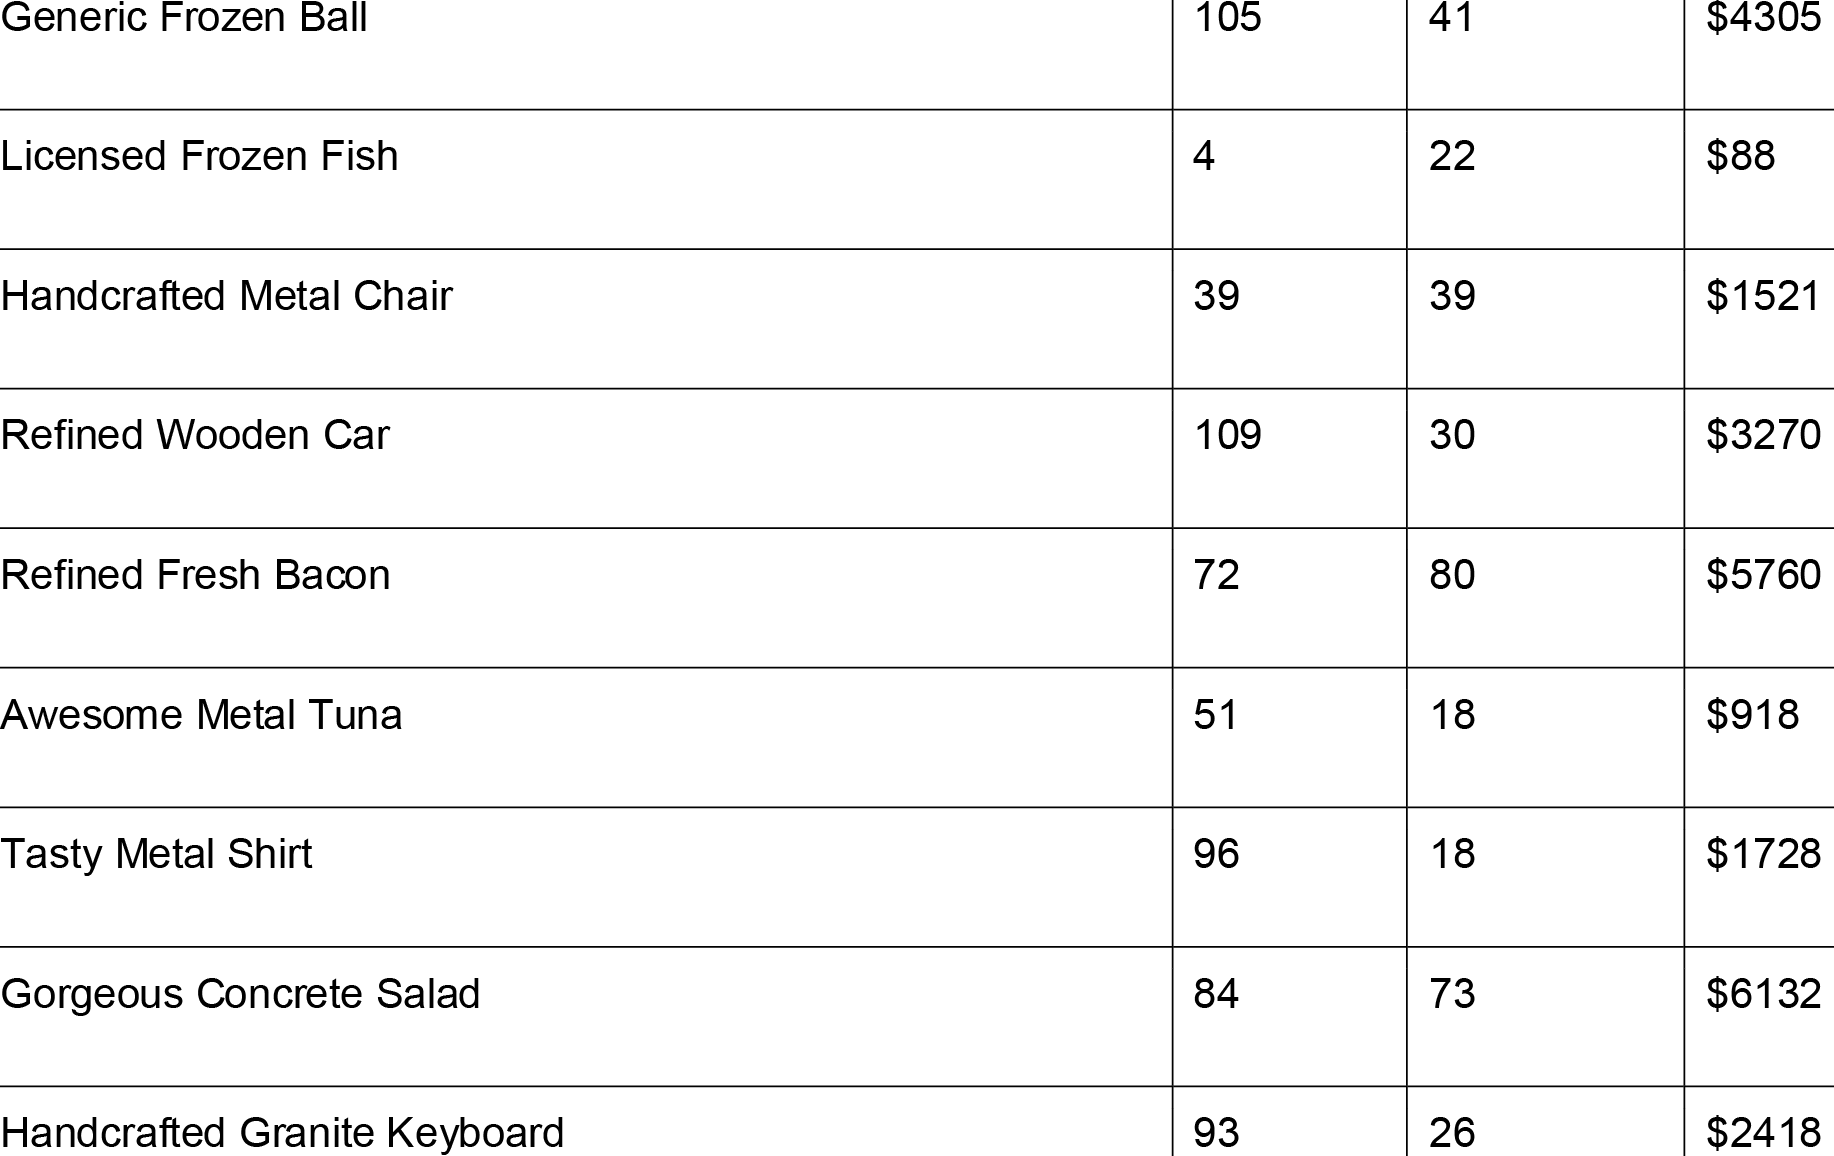 Generic Frozen Ball 105 41 $4305
Licensed Frozen Fish 4 22 $88
Handcrafted Metal Chair 39 39 $1521
Refined Wooden Car 109 30 $3270
Refined Fresh Bacon 72 80 $5760
Awesome Metal Tuna 51 18 $918
Tasty Metal Shirt 96 18 $1728
Gorgeous Concrete Salad 84 73 $6132
Handcrafted Granite Keyboard 93 26 $2418